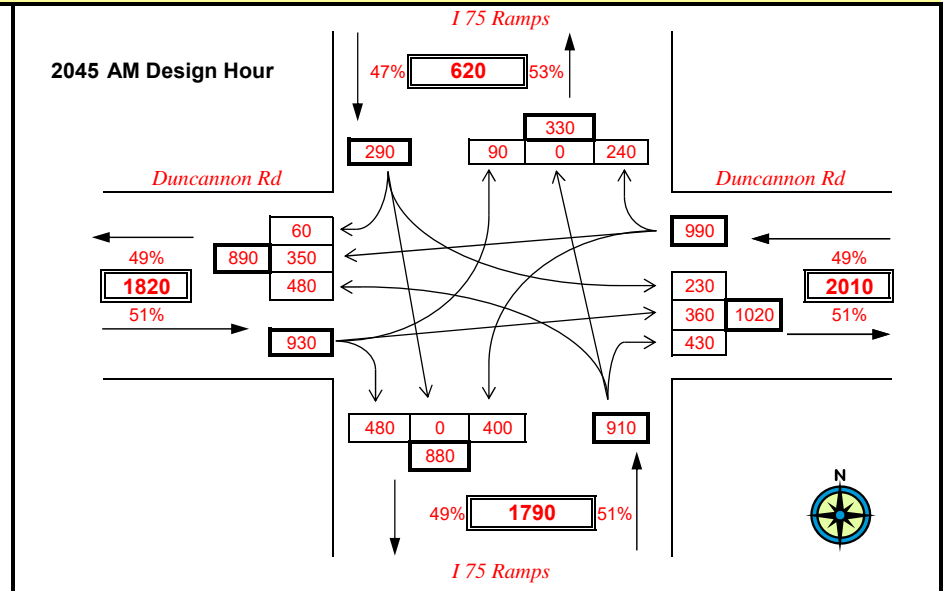 I 75 Ramps
2045 AM Design Hour
47% 620 53%
330
290 90 0 240
Duncannon Rd Duncannon Rd
60 990
49% 890 350 49%
1820 480 230 2010
51% 360 1020 51%
930 430
480 0 400 910
880
N
49% 1790 51%
I 75 Ramps